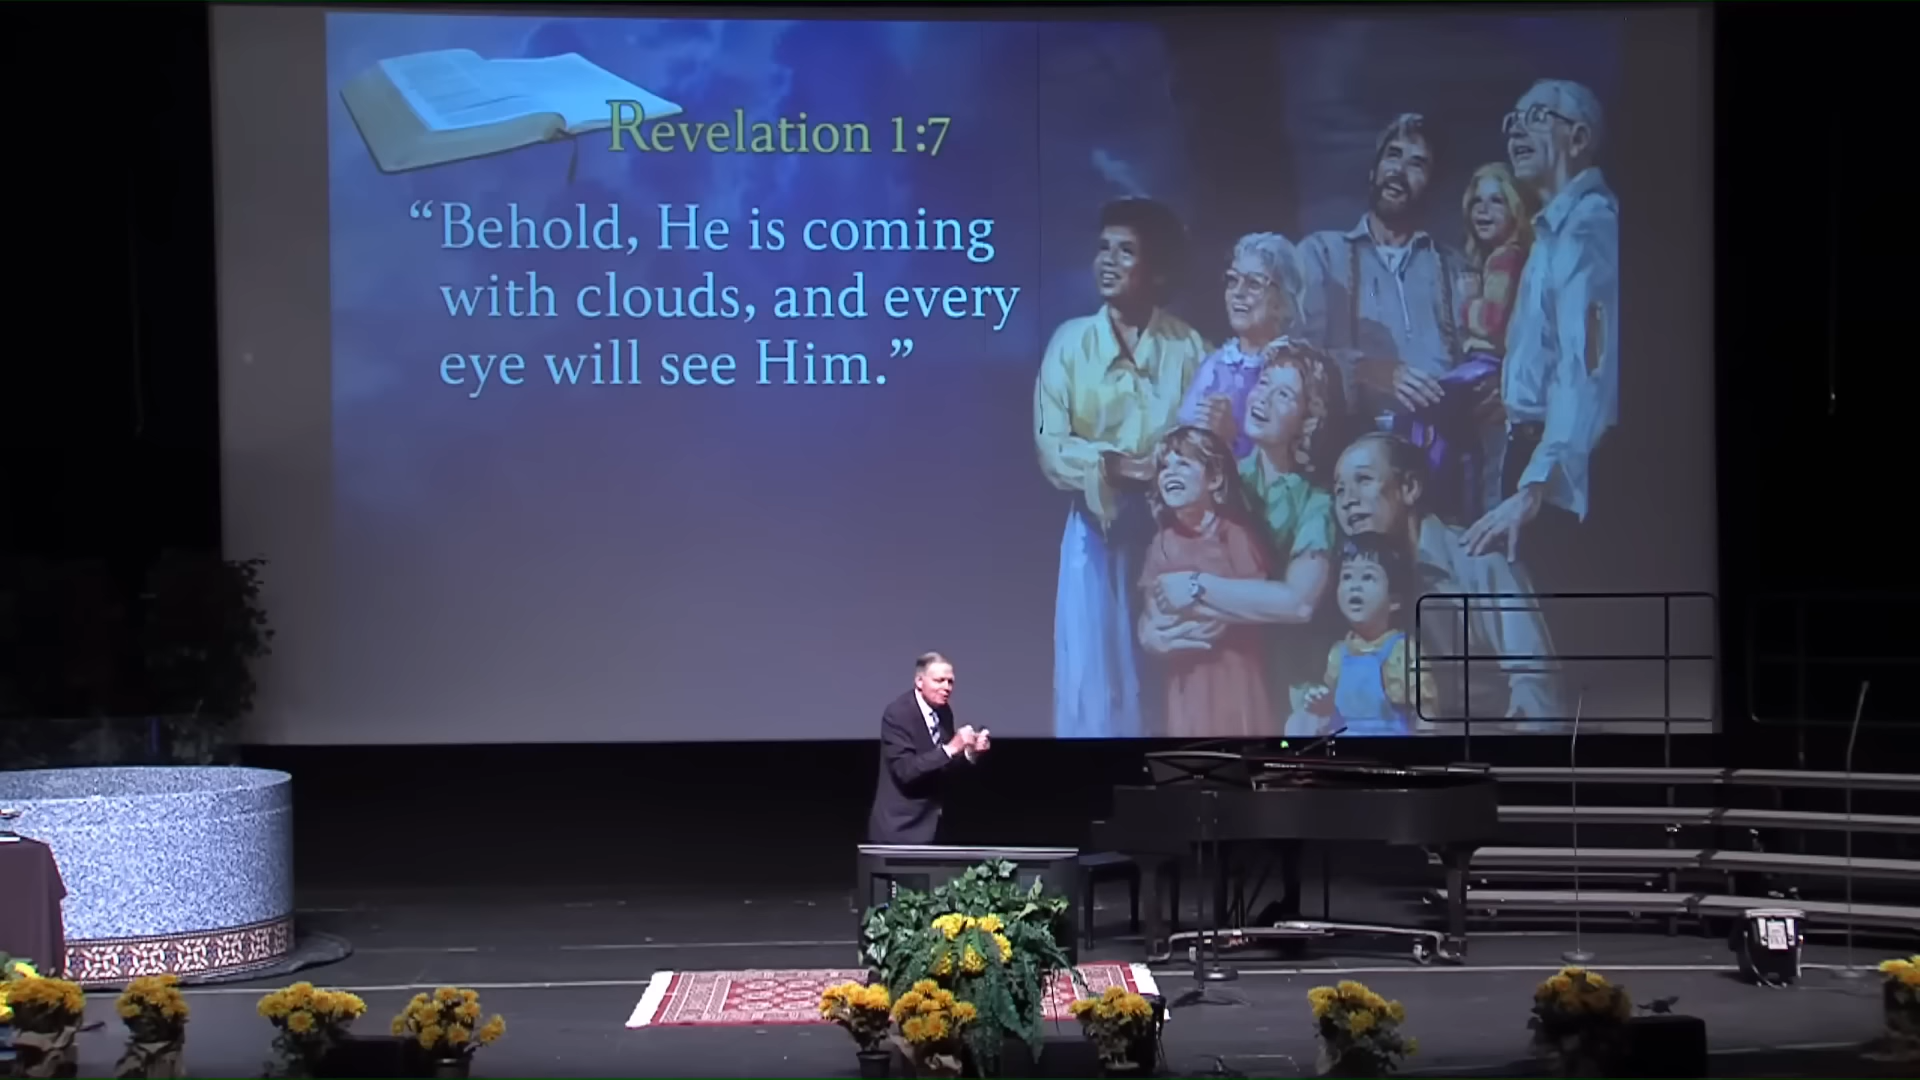 Revelation 1:7
“Behold, He is coming
with clouds, and every
eye will see Him.”